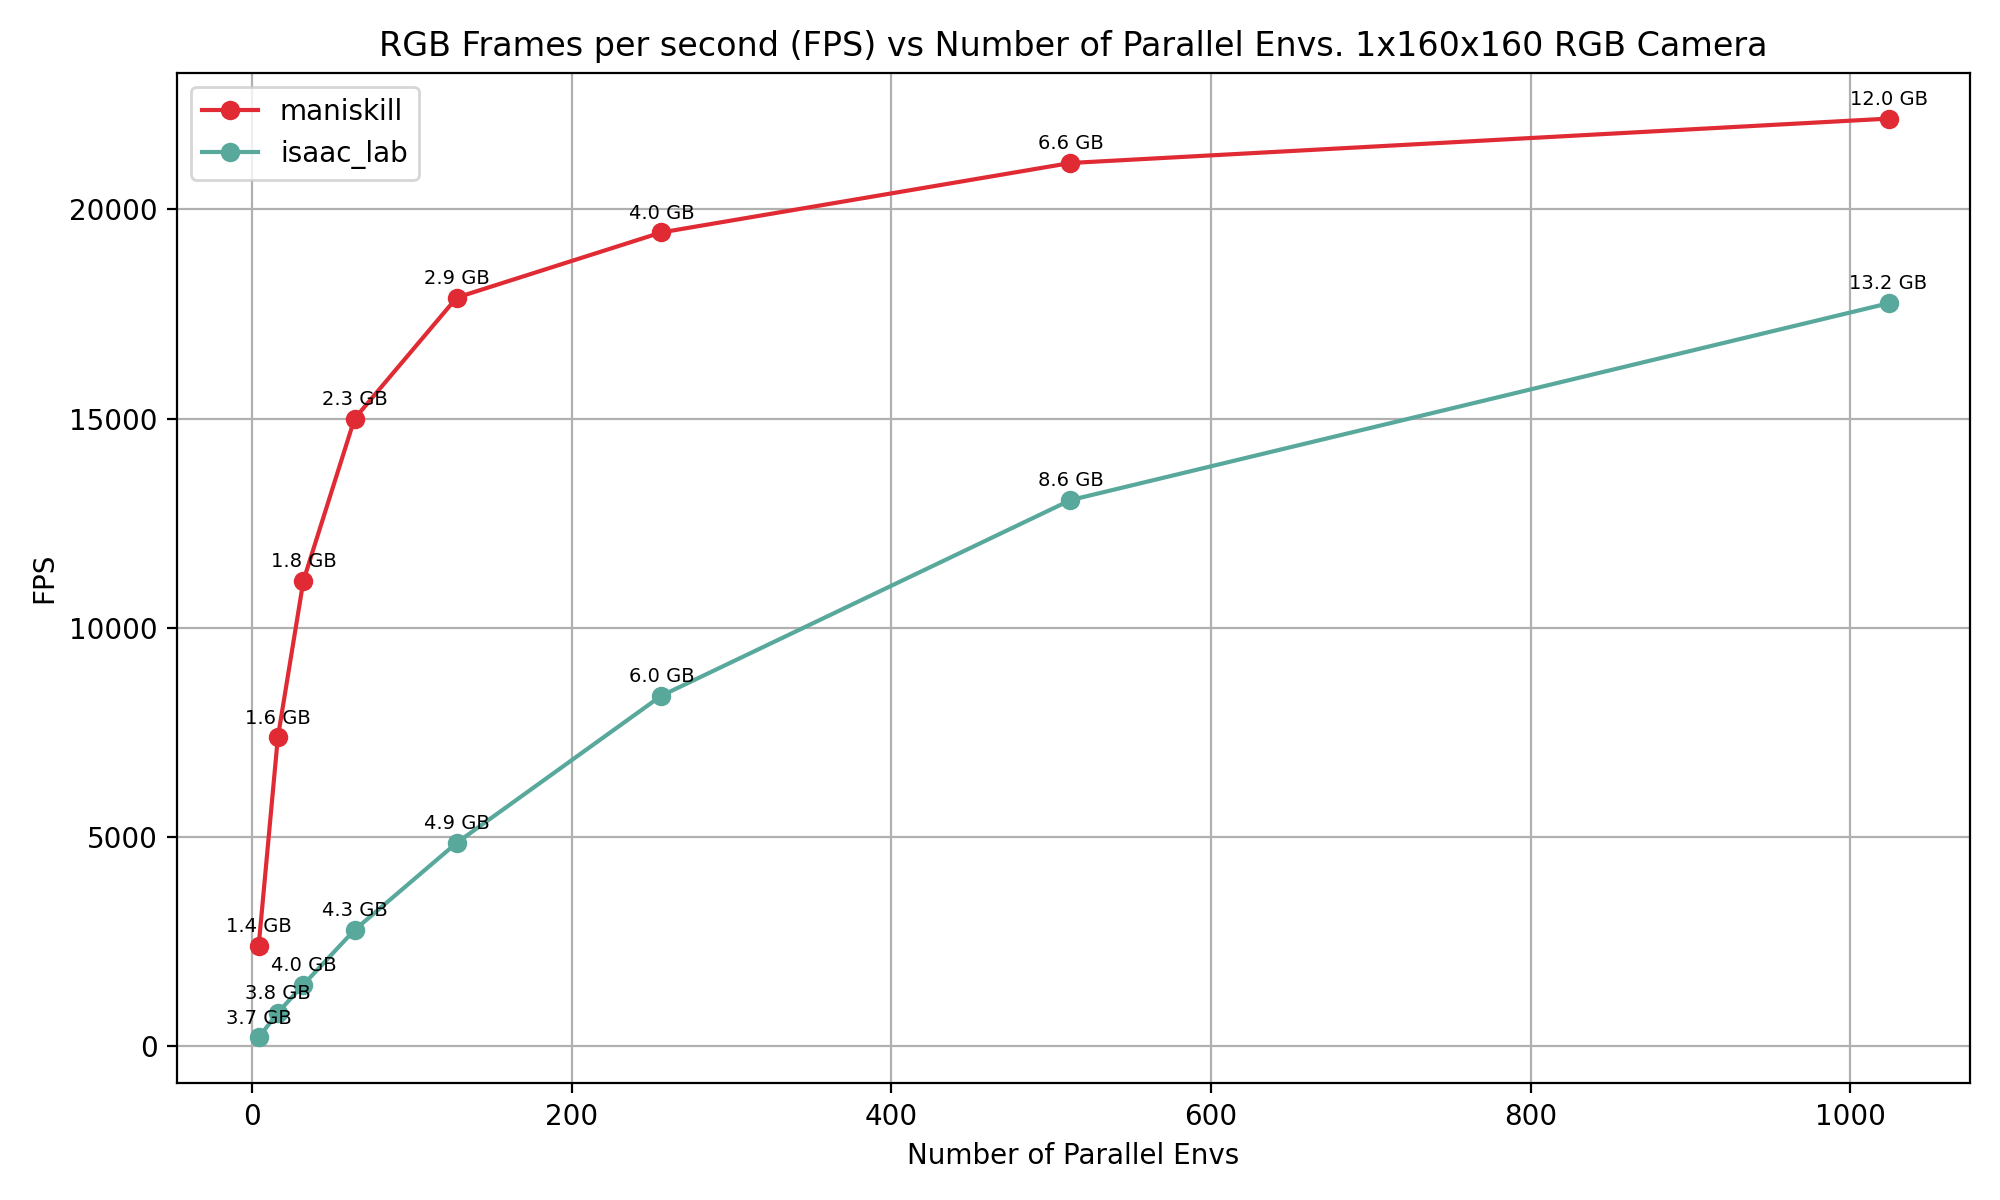 RGB Frames per second (FPS) vs Number of Parallel Envs. 1x160x160 RGB Camera
maniskill
isaac_lab
12.0 GB
6.6 GB
4.0 GB
2.9 GB
13.2 GB
2.3 GB
8.6 GB
1.8 GB
1.6 GB
6.0 GB
4.9 GB
1.4 GB
4.3 GB
4.0 GB
3.8 GB
3.7 GB
20000
15000
10000
5000
0
FPS
0 200 400 600 800 1000
Number of Parallel Envs